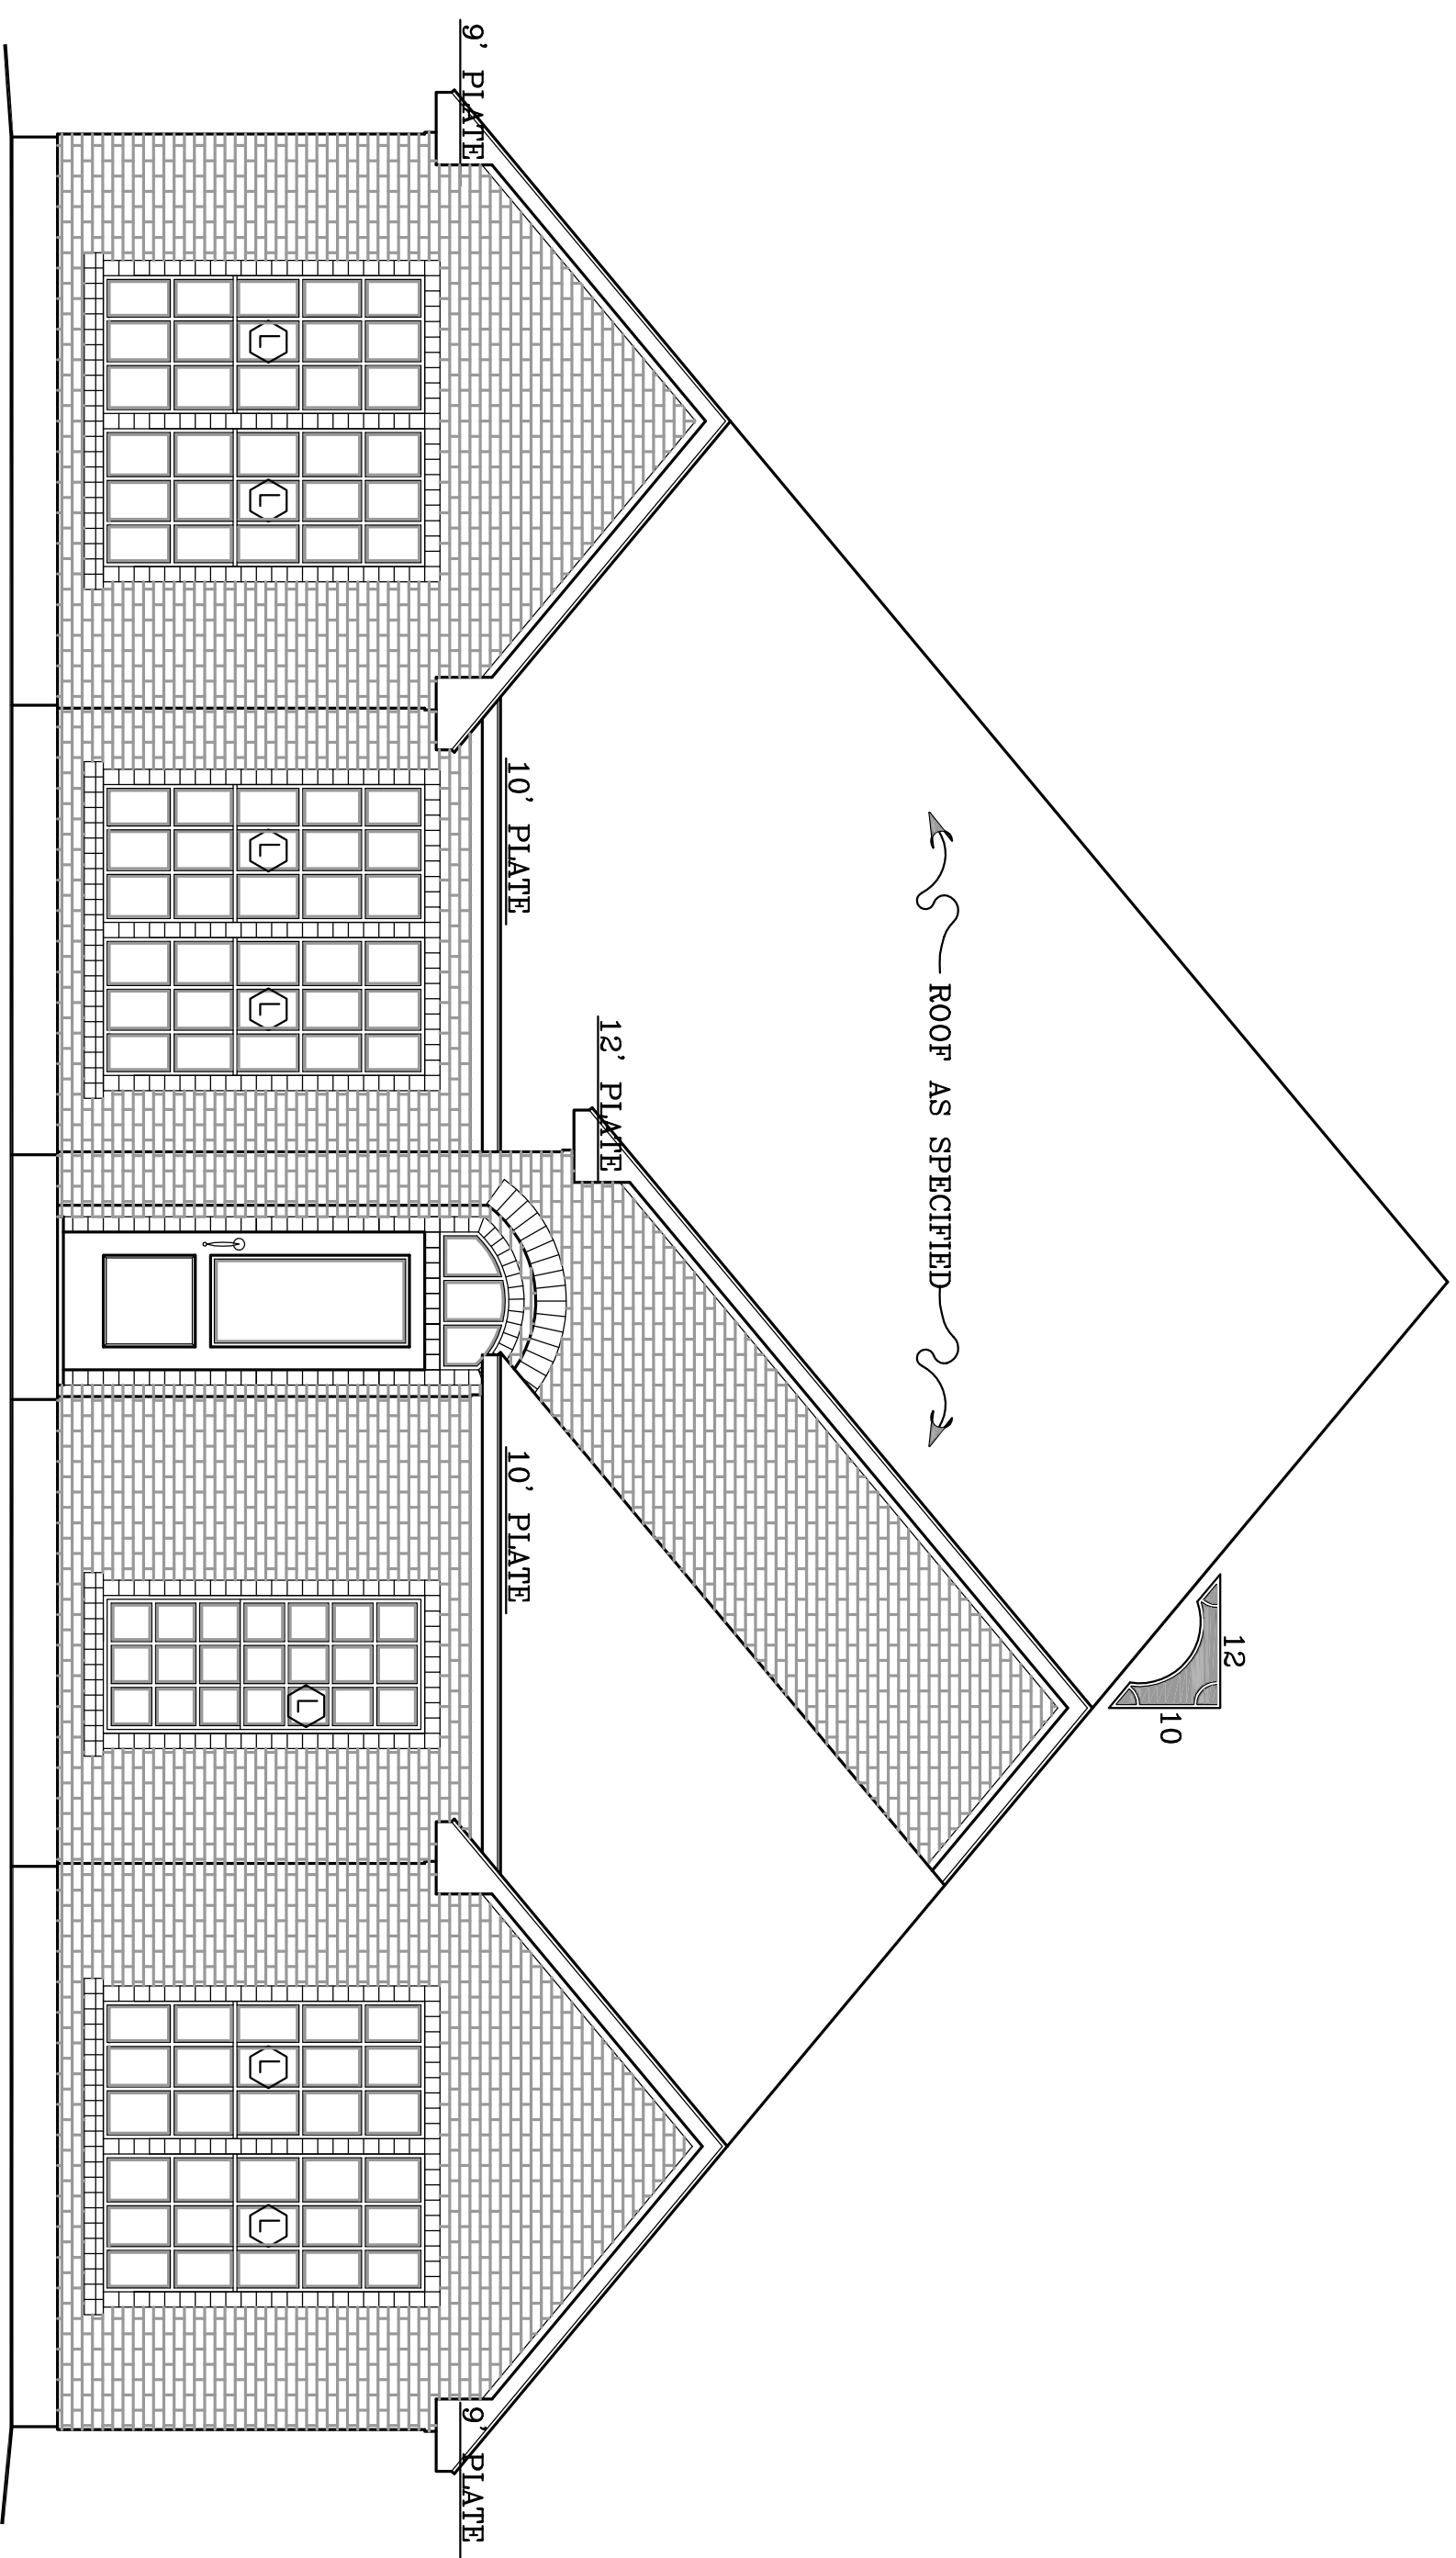 12
10
ROOF AS SPECIFIED
12' PLATE
10' PLATE
10' PLATE
9' PLATE
9' PLATE
L
L
L
L
L
L
L